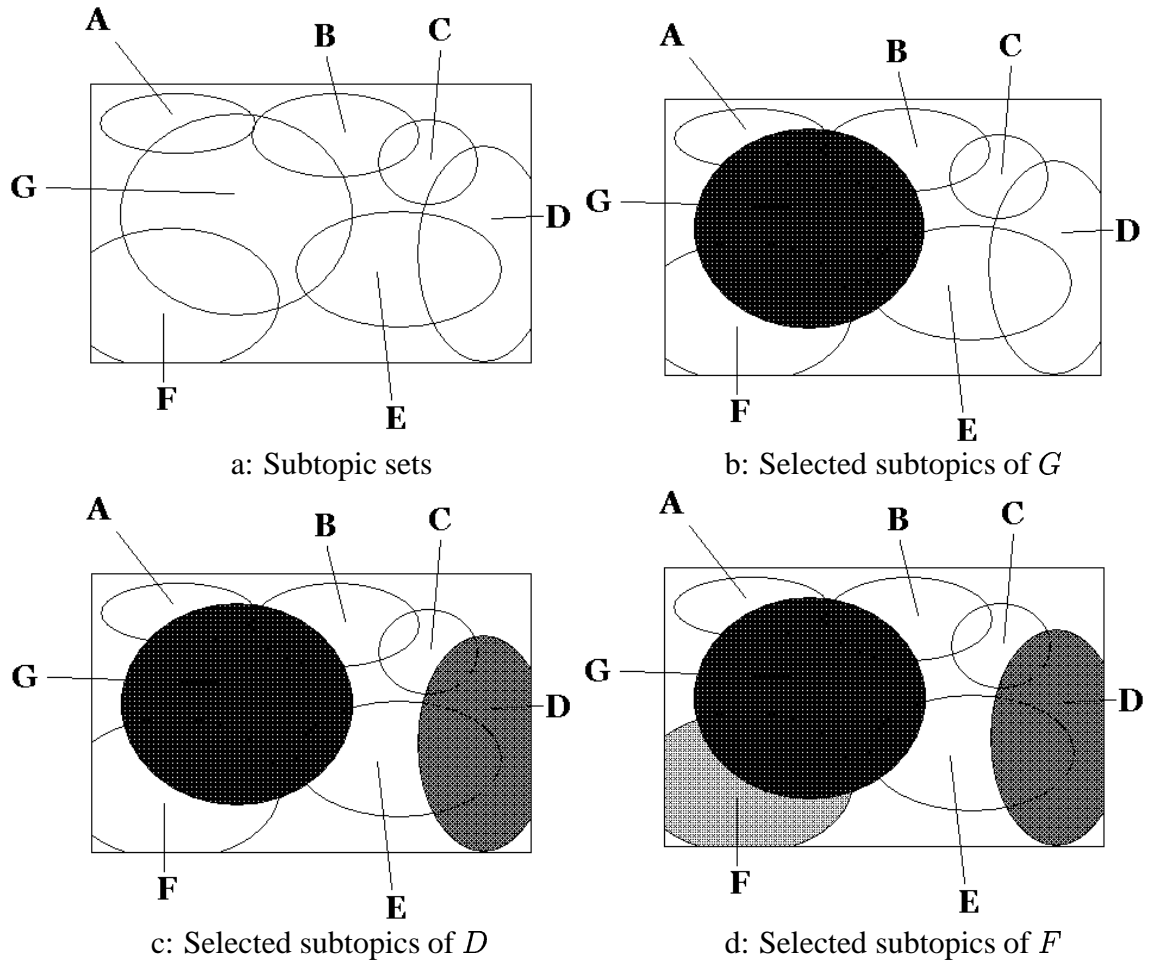 A
B
C
G
D
F
E
a: Subtopic sets
A
B
C
G
D
F
E
b: Selected subtopics of G
A
B
C
G
D
F
E
c: Selected subtopics of D
A
B
C
G
D
F
E
d: Selected subtopics of F